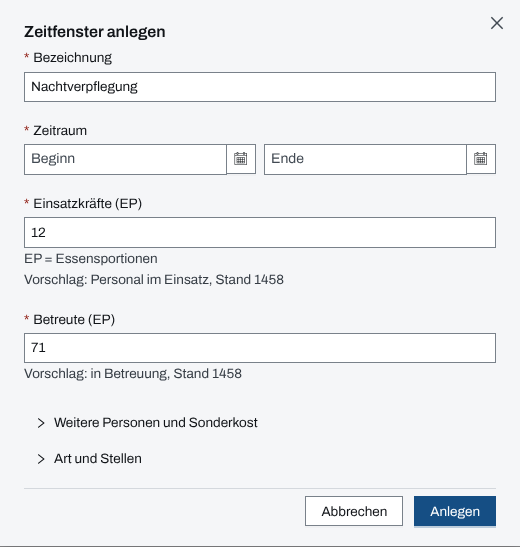 Zeitfenster anlegen
* Bezeichnung
Nachtverpflegung
* Zeitraum
Beginn
Ende
* Einsatzkräfte (EP)
12
EP = Essensportionen
Vorschlag: Personal im Einsatz, Stand 1458
* Betreute (EP)
71
Vorschlag: in Betreuung, Stand 1458
Weitere Personen und Sonderkost
Art und Stellen
Abbrechen
Anlegen